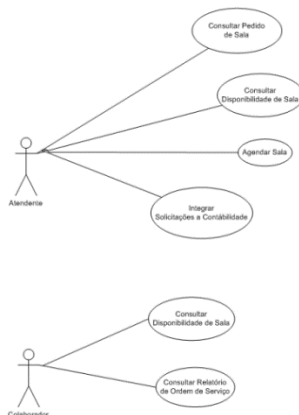 Consultar Pedido
de Sala
Consultar
Disponibilidade de Sala
Agendar Sala
Atendente
Integrar
Solicitações a Contábilidade
Consultar
Disponibilidade de Sala
Consultar Relatório
de Ordem de Serviço
Colaborador